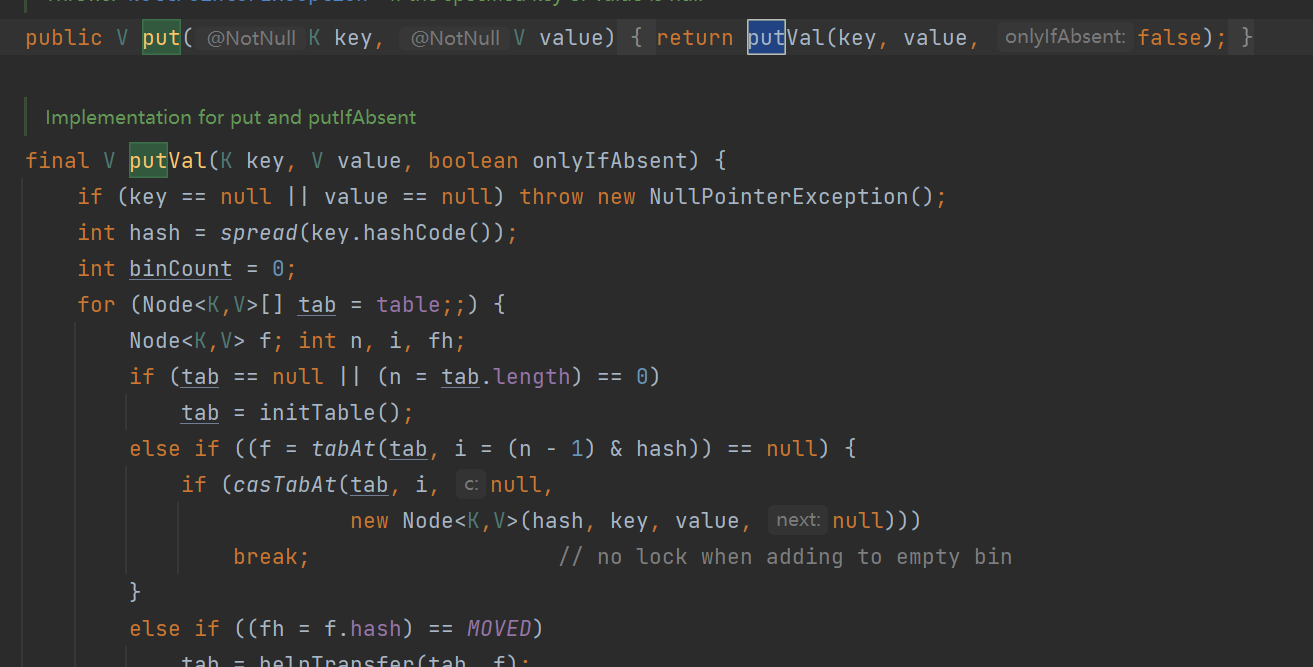 public V put( @NotNull K key, @NotNull V value) { return putVal(key, value, onlyIfAbsent: false); }
Implementation for put and putIfAbsent
final V putVal(K key, V value, boolean onlyIfAbsent) {
if (key == null || value == null) throw new NullPointerException();
int hash = spread(key.hashCode());
int binCount = 0;
for (Node<K,V>[] tab = table;;) {
Node<K,V> f; int n, i, fh;
if (tab == null || (n = tab.length) == 0)
tab = initTable();
else if ((f = tabAt(tab, i = (n - 1) & hash)) == null) {
if (casTabAt(tab, i, c: null,
new Node<K,V>(hash, key, value, next: null)))
break; // no lock when adding to empty bin
}
else if ((fh = f.hash) == MOVED)
tab = helpTransfer(tab, f);